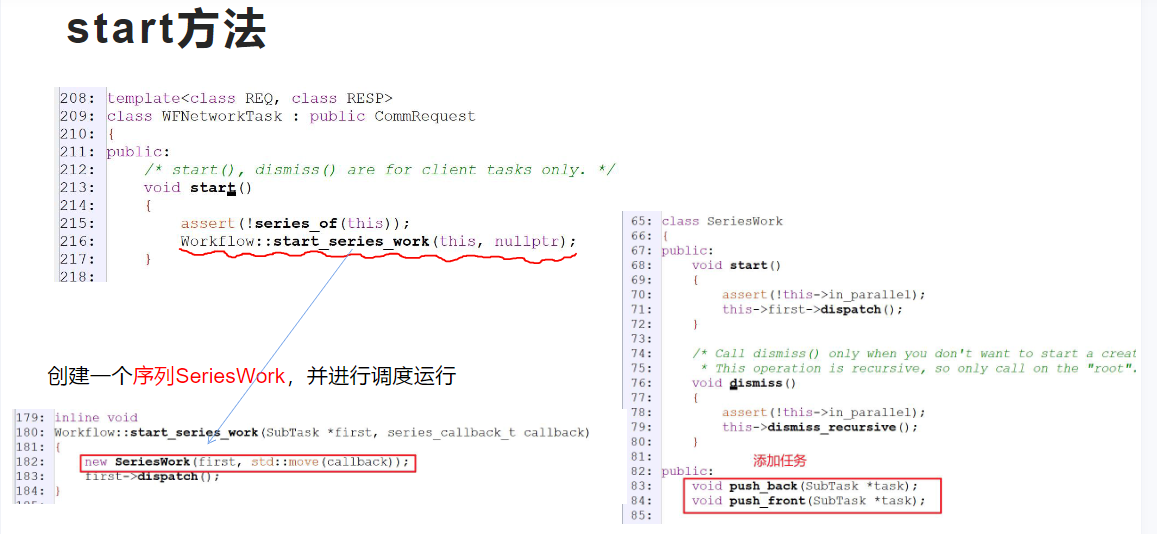 start方法
208: template<class REQ, class RESP>
209: class WFNetworkTask : public CommRequest
210: {
211: public:
212: /* start(), dismiss() are for client tasks only. */
213: void start()
214: {
215: assert(!series_of(this));
216: Workflow::start_series_work(this, nullptr);
217: }
218:
创建一个序列SeriesWork，并进行调度运行
179: inline void
180: Workflow::start_series_work(SubTask *first, series_callback_t callback)
181: {
182: new SeriesWork(first, std::move(callback));
183: first->dispatch();
184: }
65: class SeriesWork
66: {
67: public:
68: void start()
69: {
70: assert(!this->in_parallel);
71: this->first->dispatch();
72: }
73:
74: /* Call dismiss() only when you don't want to start a creat
75: * This operation is recursive, so only call on the "root".
76: void dismiss()
77: {
78: assert(!this->in_parallel);
79: this->dismiss_recursive();
80: }
81:
添加任务
82: public:
83: void push_back(SubTask *task);
84: void push_front(SubTask *task);
85: